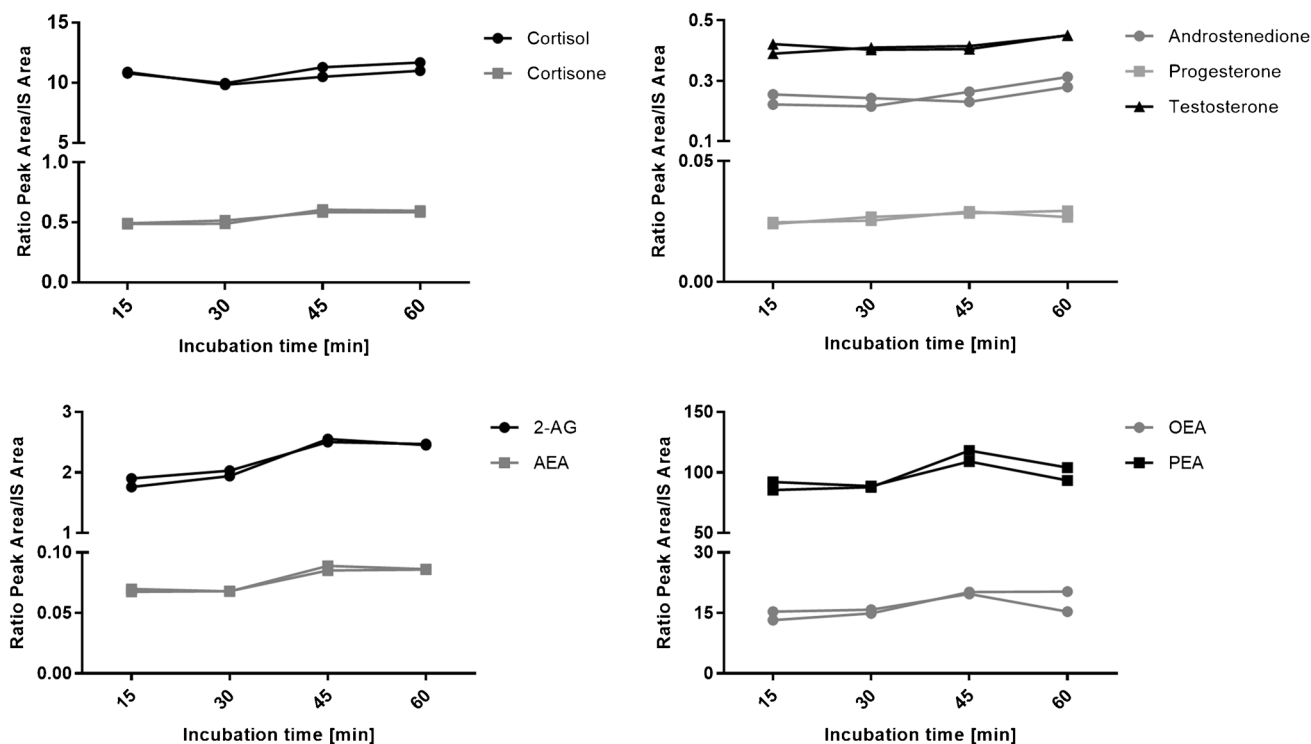 Ratio Peak Area/IS Area
15
10
5
1.0
0.5
0.0
15
30
45
60
Incubation time [min]
Cortisol
Cortisone
Ratio Peak Area/IS Area
0.5
0.3
0.1
0.05
0.00
15
30
45
60
Incubation time [min]
Androstenedione
Progesterone
Testosterone
Ratio Peak Area/IS Area
3
2
1
0.10
0.05
0.00
15
30
45
60
Incubation time [min]
2-AG
AEA
Ratio Peak Area/IS Area
150
100
50
30
15
0
15
30
45
60
Incubation time [min]
OEA
PEA